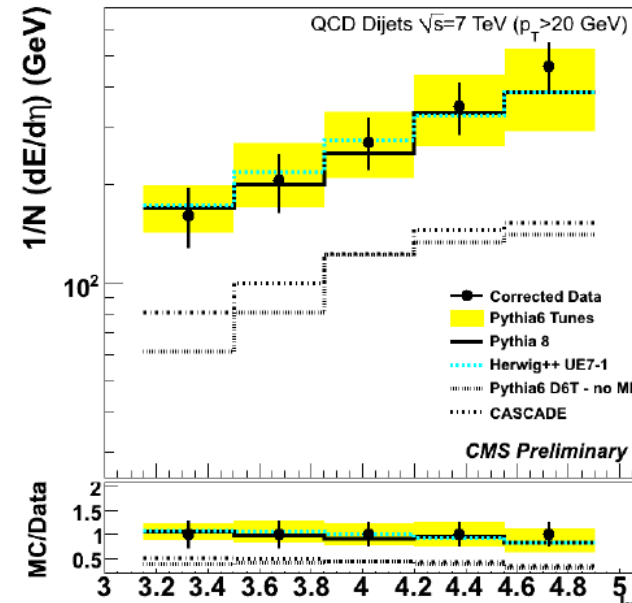 QCD Dijets √s=7 TeV (p_T>20 GeV)
1/N (dE/dη) (GeV)
10²
Corrected Data
Pythia6 Tunes
Pythia 8
Herwig++ UE7-1
Pythia6 D6T - no
CASCADE
CMS Preliminary
MC/Data
2
1.5
1
0.5
3 3.2 3.4 3.6 3.8 4 4.2 4.4 4.6 4.8 5